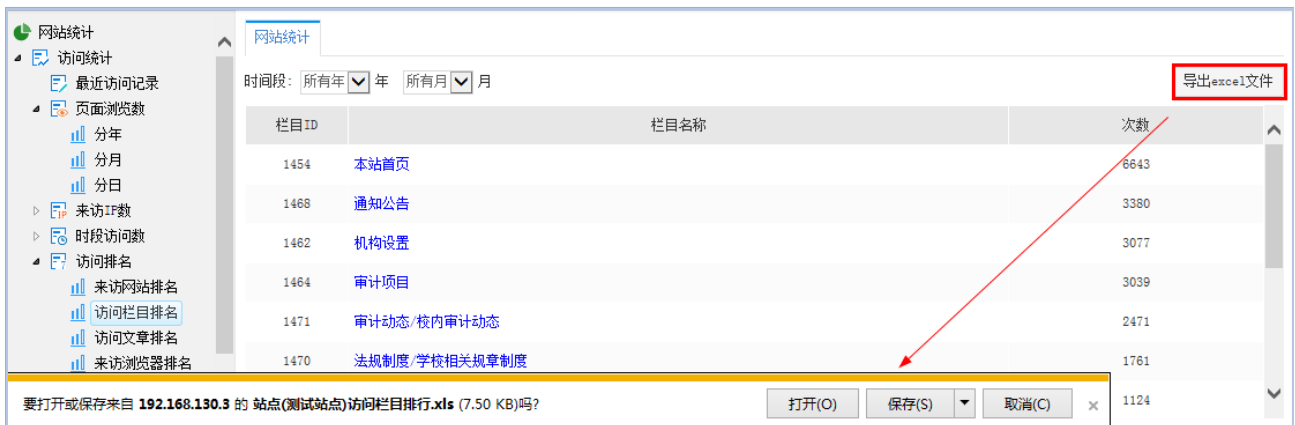 网站统计
访问统计
最近访问记录
页面浏览数
分年
分月
分日
来访IP数
时段访问数
访问排名
来访网站排名
访问栏目排名
访问文章排名
来访浏览器排名
网站统计
时间段: 所有年 年 所有月 月
导出excel文件
栏目ID 栏目名称 次数
1454 本站首页 6643
1468 通知公告 3380
1462 机构设置 3077
1464 审计项目 3039
1471 审计动态/校内审计动态 2471
1470 法规制度/学校相关规章制度 1761
1124
要打开或保存来自 192.168.130.3 的 站点(测试站点)访问栏目排行.xls (7.50 KB)吗?
打开(O) 保存(S) 取消(C) ×